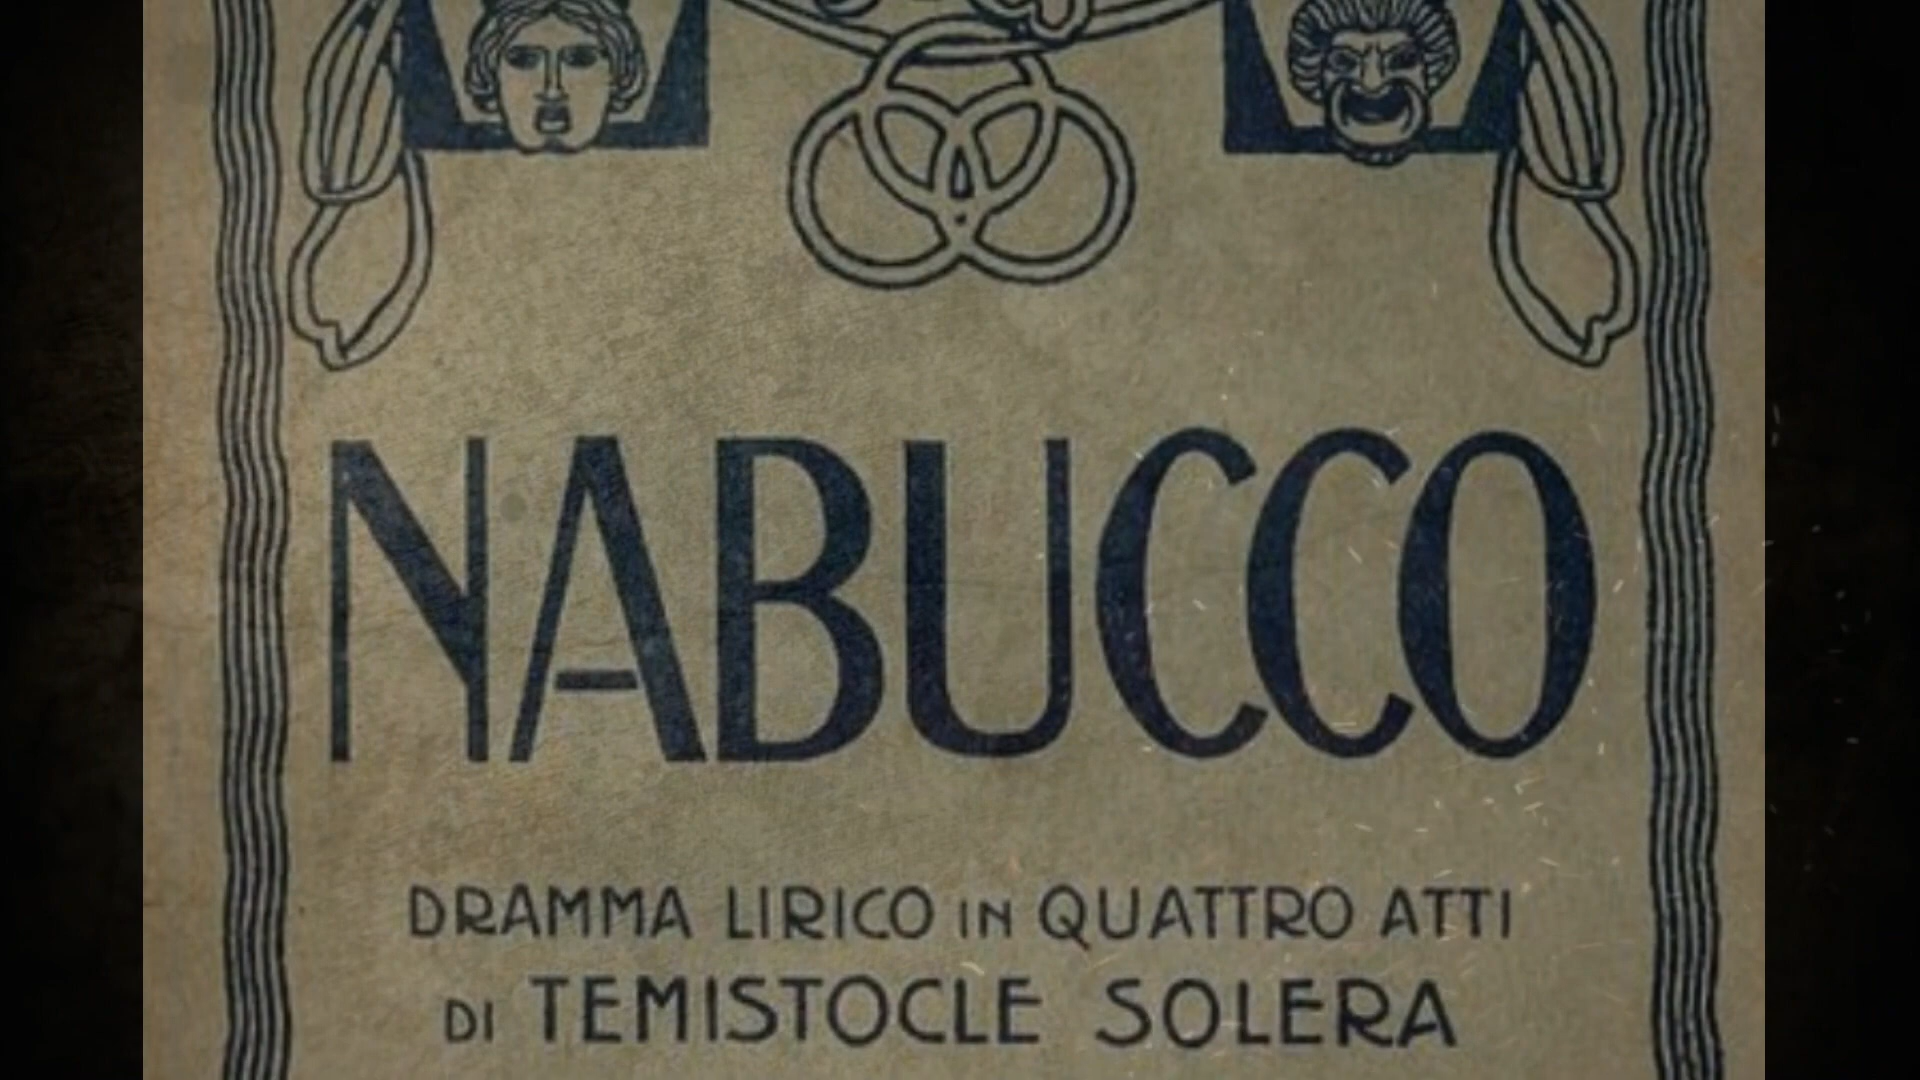 NABUCCO
DRAMMA LIRICO IN QUATTRO ATTI
DI TEMISTOCLE SOLERA